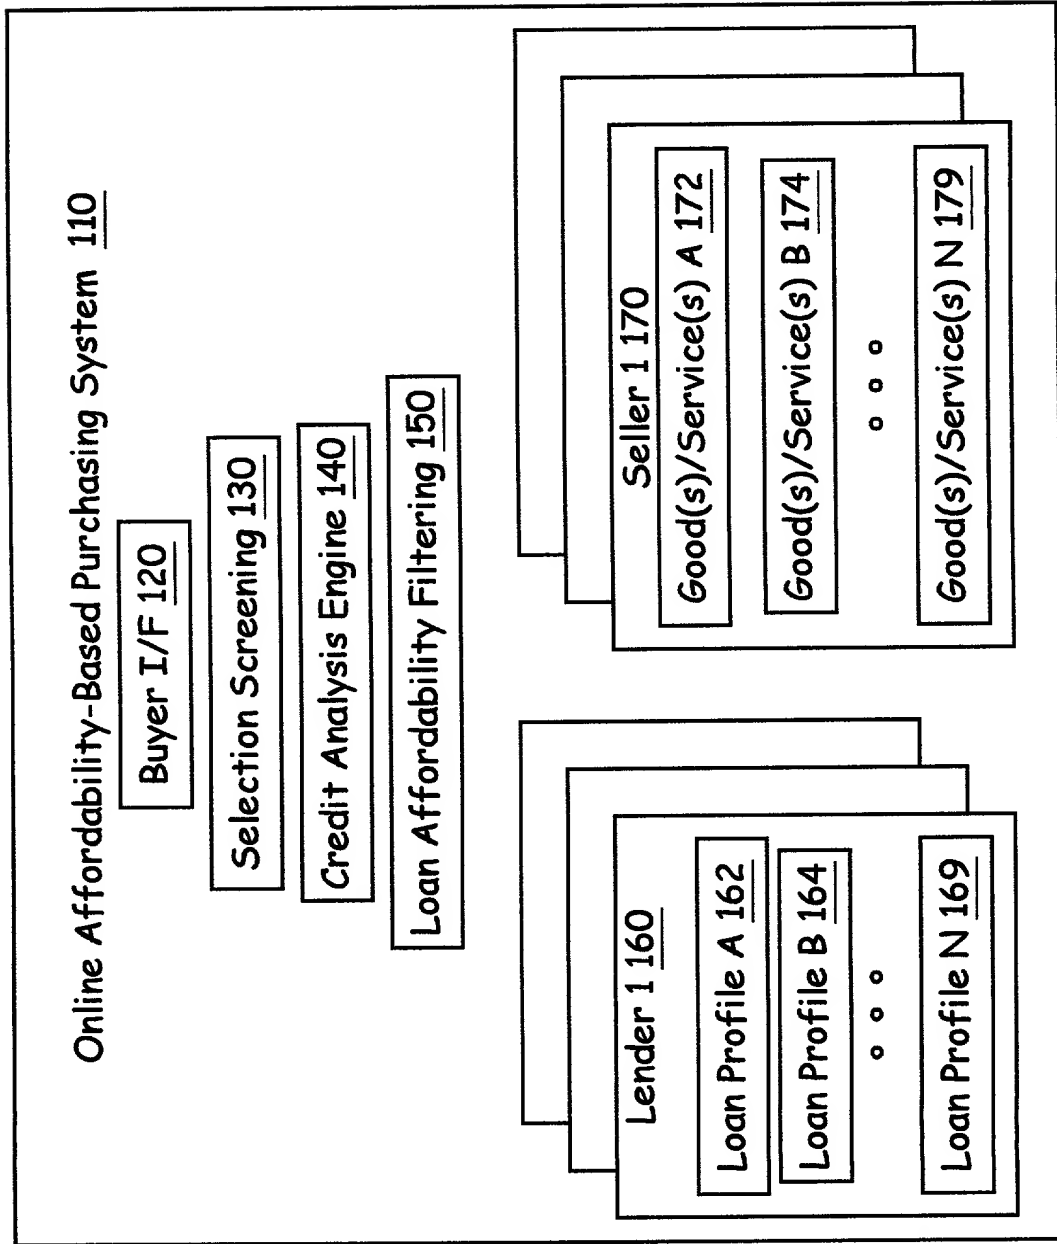 Online Affordability-Based Purchasing System 110
Buyer I/F 120
Selection Screening 130
Credit Analysis Engine 140
Loan Affordability Filtering 150
Lender 1 160
Loan Profile A 162
Loan Profile B 164
Loan Profile N 169
Seller 1 170
Good(s)/Service(s) A 172
Good(s)/Service(s) B 174
Good(s)/Service(s) N 179